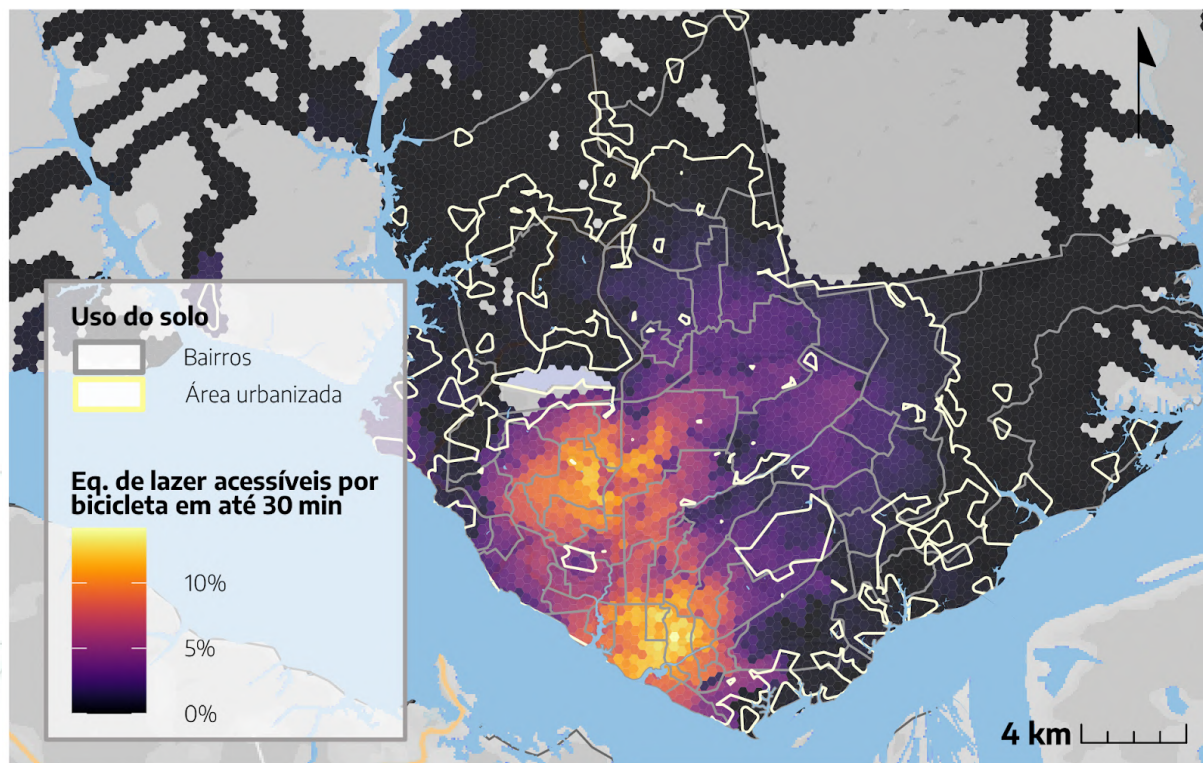 Uso do solo
Bairros
Área urbanizada
Eq. de lazer acessíveis por
bicicleta em até 30 min
10%
5%
0%
4 km